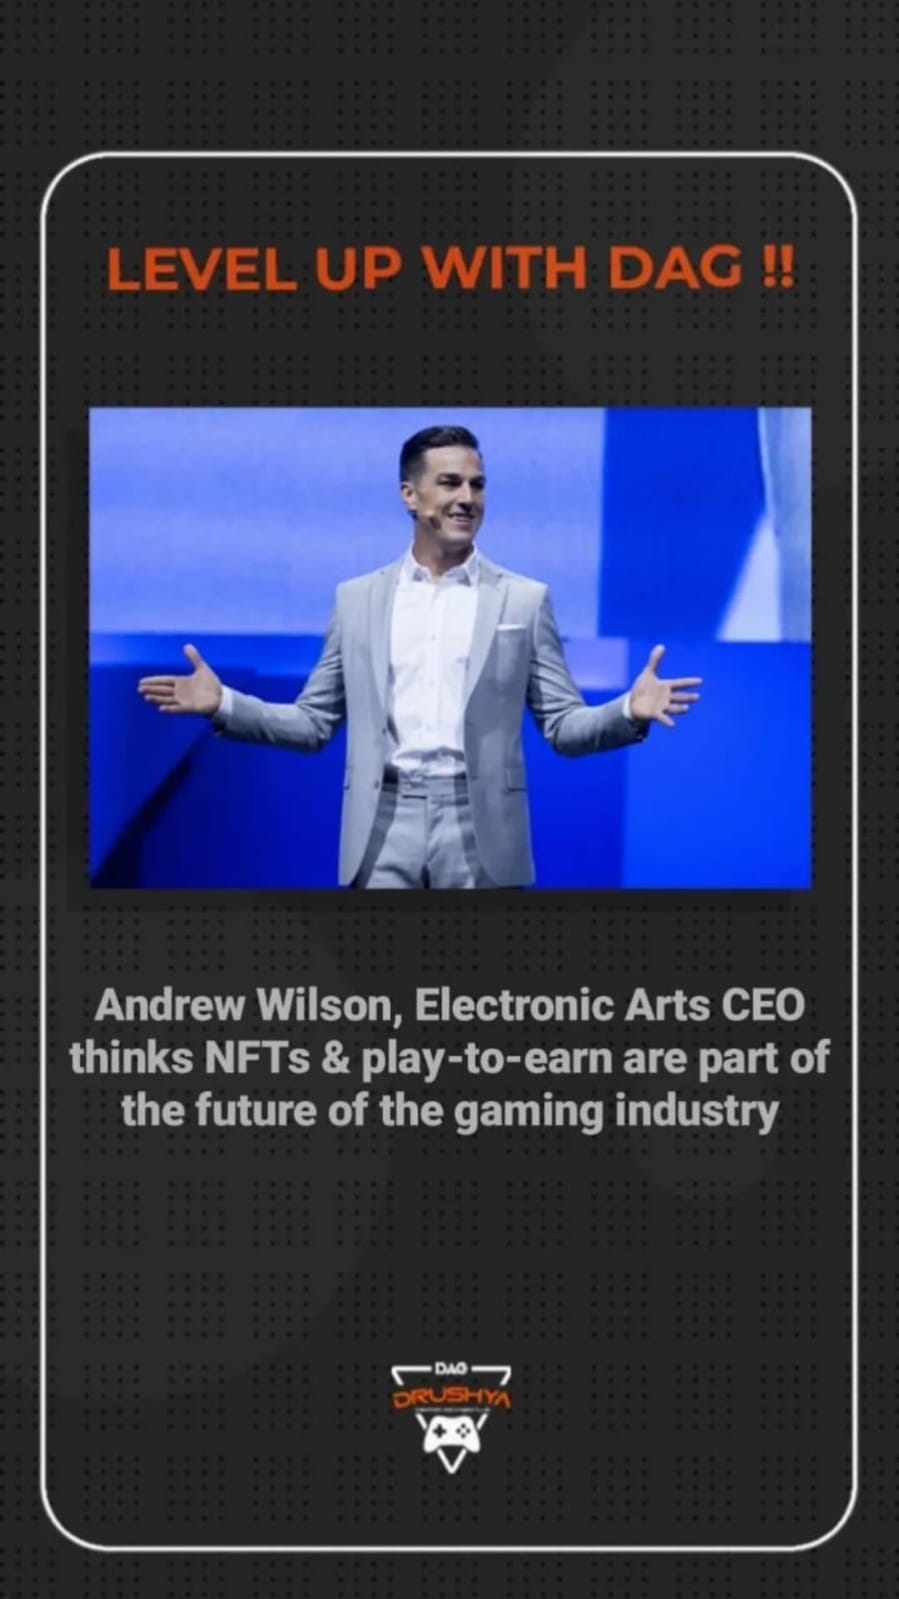 LEVEL UP WITH DAG !!
Andrew Wilson, Electronic Arts CEO
thinks NFTs & play-to-earn are part of
the future of the gaming industry
DAG
DRUSHYA